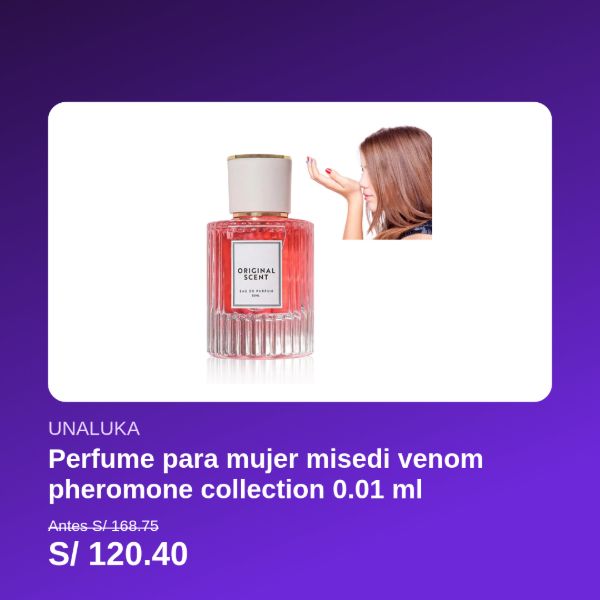 ORIGINAL
SCENT
EAU DE PARFUM
UNALUKA
Perfume para mujer misedi venom
pheromone collection 0.01 ml
Antes S/ 168.75
S/ 120.40